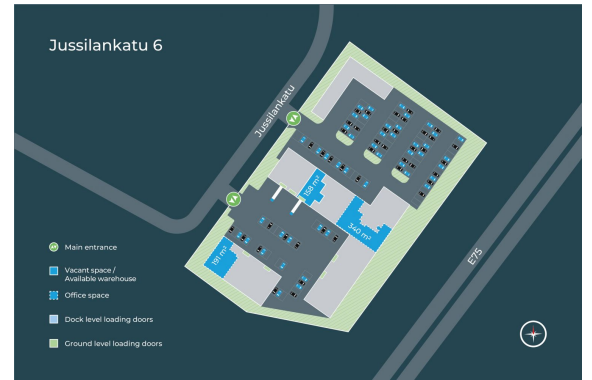 Jussilankatu 6
Jussilankatu
158 m²
340 m²
191 m²
E75
Main entrance
Vacant space /
Available warehouse
Office space
Dock level loading doors
Ground level loading doors